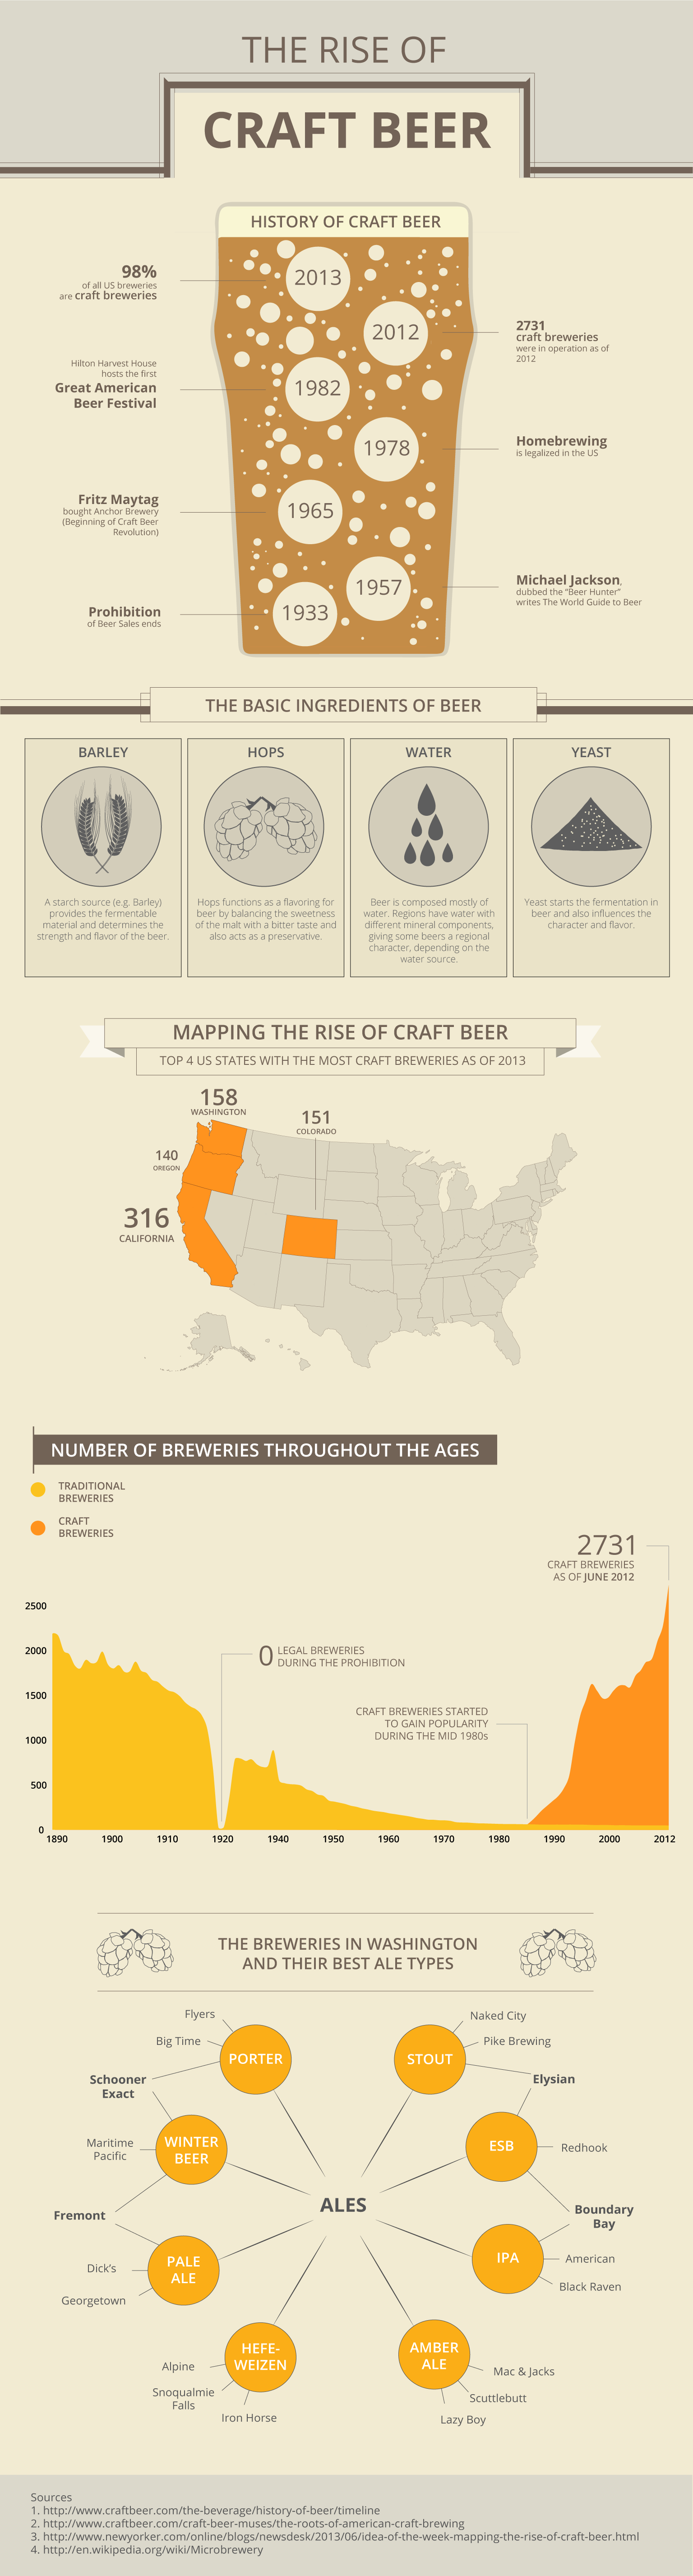 THE RISE OF
CRAFT BEER
HISTORY OF CRAFT BEER
98%
of all US breweries
are craft breweries
2013
2012
2731
craft breweries
were in operation as of
2012
Hilton Harvest House
hosts the first
Great American
Beer Festival
1982
1978
Homebrewing
is legalized in the US
Fritz Maytag
bought Anchor Brewery
(Beginning of Craft Beer
Revolution)
1965
1957
Michael Jackson,
dubbed the “Beer Hunter”
writes The World Guide to Beer
Prohibition
of Beer Sales ends
1933
THE BASIC INGREDIENTS OF BEER
BARLEY
A starch source (e.g. Barley)
provides the fermentable
material and determines the
strength and flavor of the beer.
HOPS
Hops functions as a flavoring for
beer by balancing the sweetness
of the malt with a bitter taste and
also acts as a preservative.
WATER
Beer is composed mostly of
water. Regions have water with
different mineral components,
giving some beers a regional
character, depending on the
water source.
YEAST
Yeast starts the fermentation in
beer and also influences the
character and flavor.
MAPPING THE RISE OF CRAFT BEER
TOP 4 US STATES WITH THE MOST CRAFT BREWERIES AS OF 2013
158
WASHINGTON
151
COLORADO
140
OREGON
316
CALIFORNIA
NUMBER OF BREWERIES THROUGHOUT THE AGES
TRADITIONAL
BREWERIES
CRAFT
BREWERIES
2731
CRAFT BREWERIES
AS OF JUNE 2012
2500
2000
1500
1000
500
0
0 LEGAL BREWERIES
DURING THE PROHIBITION
CRAFT BREWERIES STARTED
TO GAIN POPULARITY
DURING THE MID 1980s
1890 1900 1910 1920 1940 1950 1960 1970 1980 1990 2000 2012
THE BREWERIES IN WASHINGTON
AND THEIR BEST ALE TYPES
Flyers
Big Time
PORTER
Schooner
Exact
Naked City
Pike Brewing
STOUT
Elysian
Maritime
Pacific
WINTER
BEER
ESB
Redhook
ALES
Fremont
Boundary
Bay
Dick's
Georgetown
PALE
ALE
IPA
American
Black Raven
HEFE-
WEIZEN
Alpine
Snoqualmie
Falls
Iron Horse
AMBER
ALE
Mac & Jacks
Scuttlebutt
Lazy Boy
Sources
1. http://www.craftbeer.com/the-beverage/history-of-beer/timeline
2. http://www.craftbeer.com/craft-beer-muses/the-roots-of-american-craft-brewing
3. http://www.newyorker.com/online/blogs/newsdesk/2013/06/idea-of-the-week-mapping-the-rise-of-craft-beer.html
4. http://en.wikipedia.org/wiki/Microbrewery